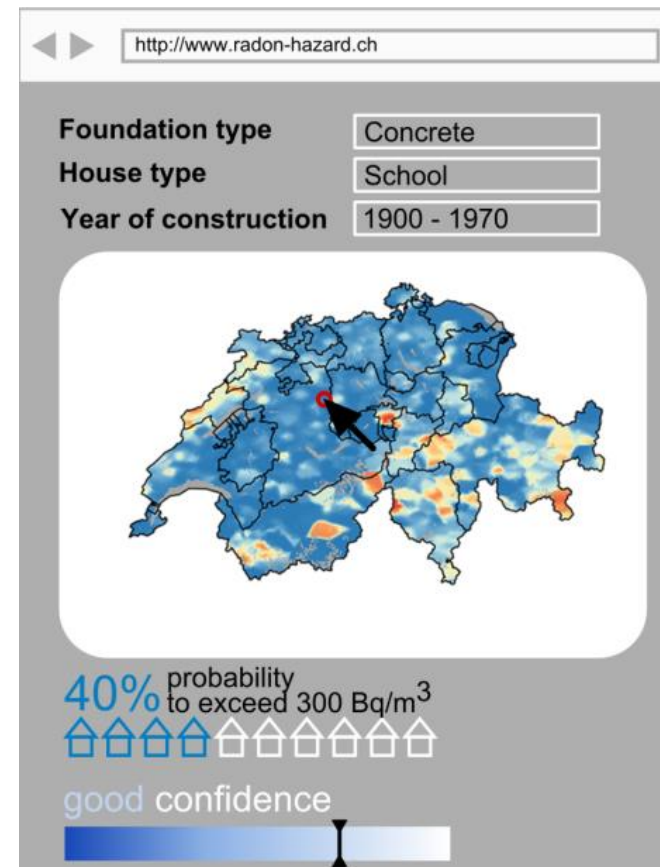 http://www.radon-hazard.ch
Foundation type Concrete
House type School
Year of construction 1900 - 1970
40% probability
to exceed 300 Bq/m³
good confidence